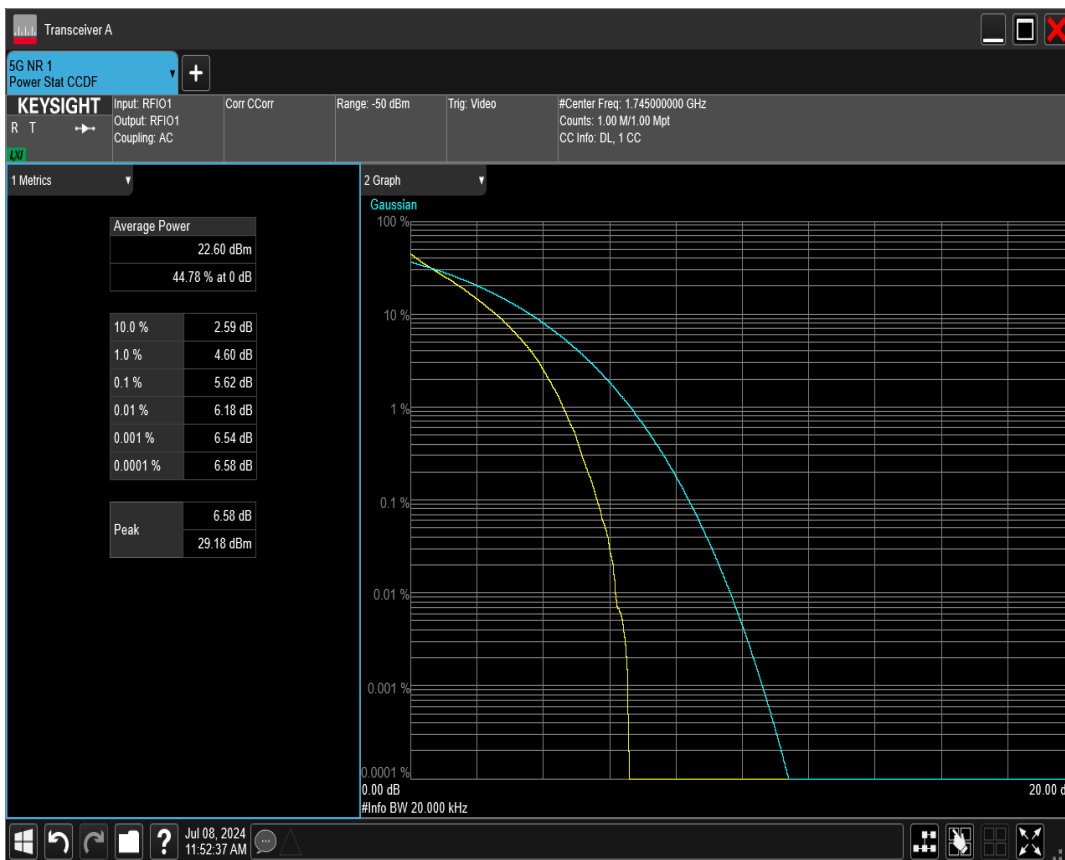 Transceiver A
5G NR 1
Power Stat CCDF
+
KEYSIGHT
R T
LXI
Input: RFIO1
Output: RFIO1
Coupling: AC
Corr CCorr
Range: -50 dBm
Trig: Video
#Center Freq: 1.745000000 GHz
Counts: 1.00 M/1.00 Mpt
CC Info: DL, 1 CC
1 Metrics
Average Power
22.60 dBm
44.78 % at 0 dB
10.0 % 2.59 dB
1.0 % 4.60 dB
0.1 % 5.62 dB
0.01 % 6.18 dB
0.001 % 6.54 dB
0.0001 % 6.58 dB
Peak
6.58 dB
29.18 dBm
2 Graph
Gaussian
100 %
10 %
1 %
0.1 %
0.01 %
0.001 %
0.0001 %
0.00 dB
20.00 d
#Info BW 20.000 kHz
?
Jul 08, 2024
11:52:37 AM